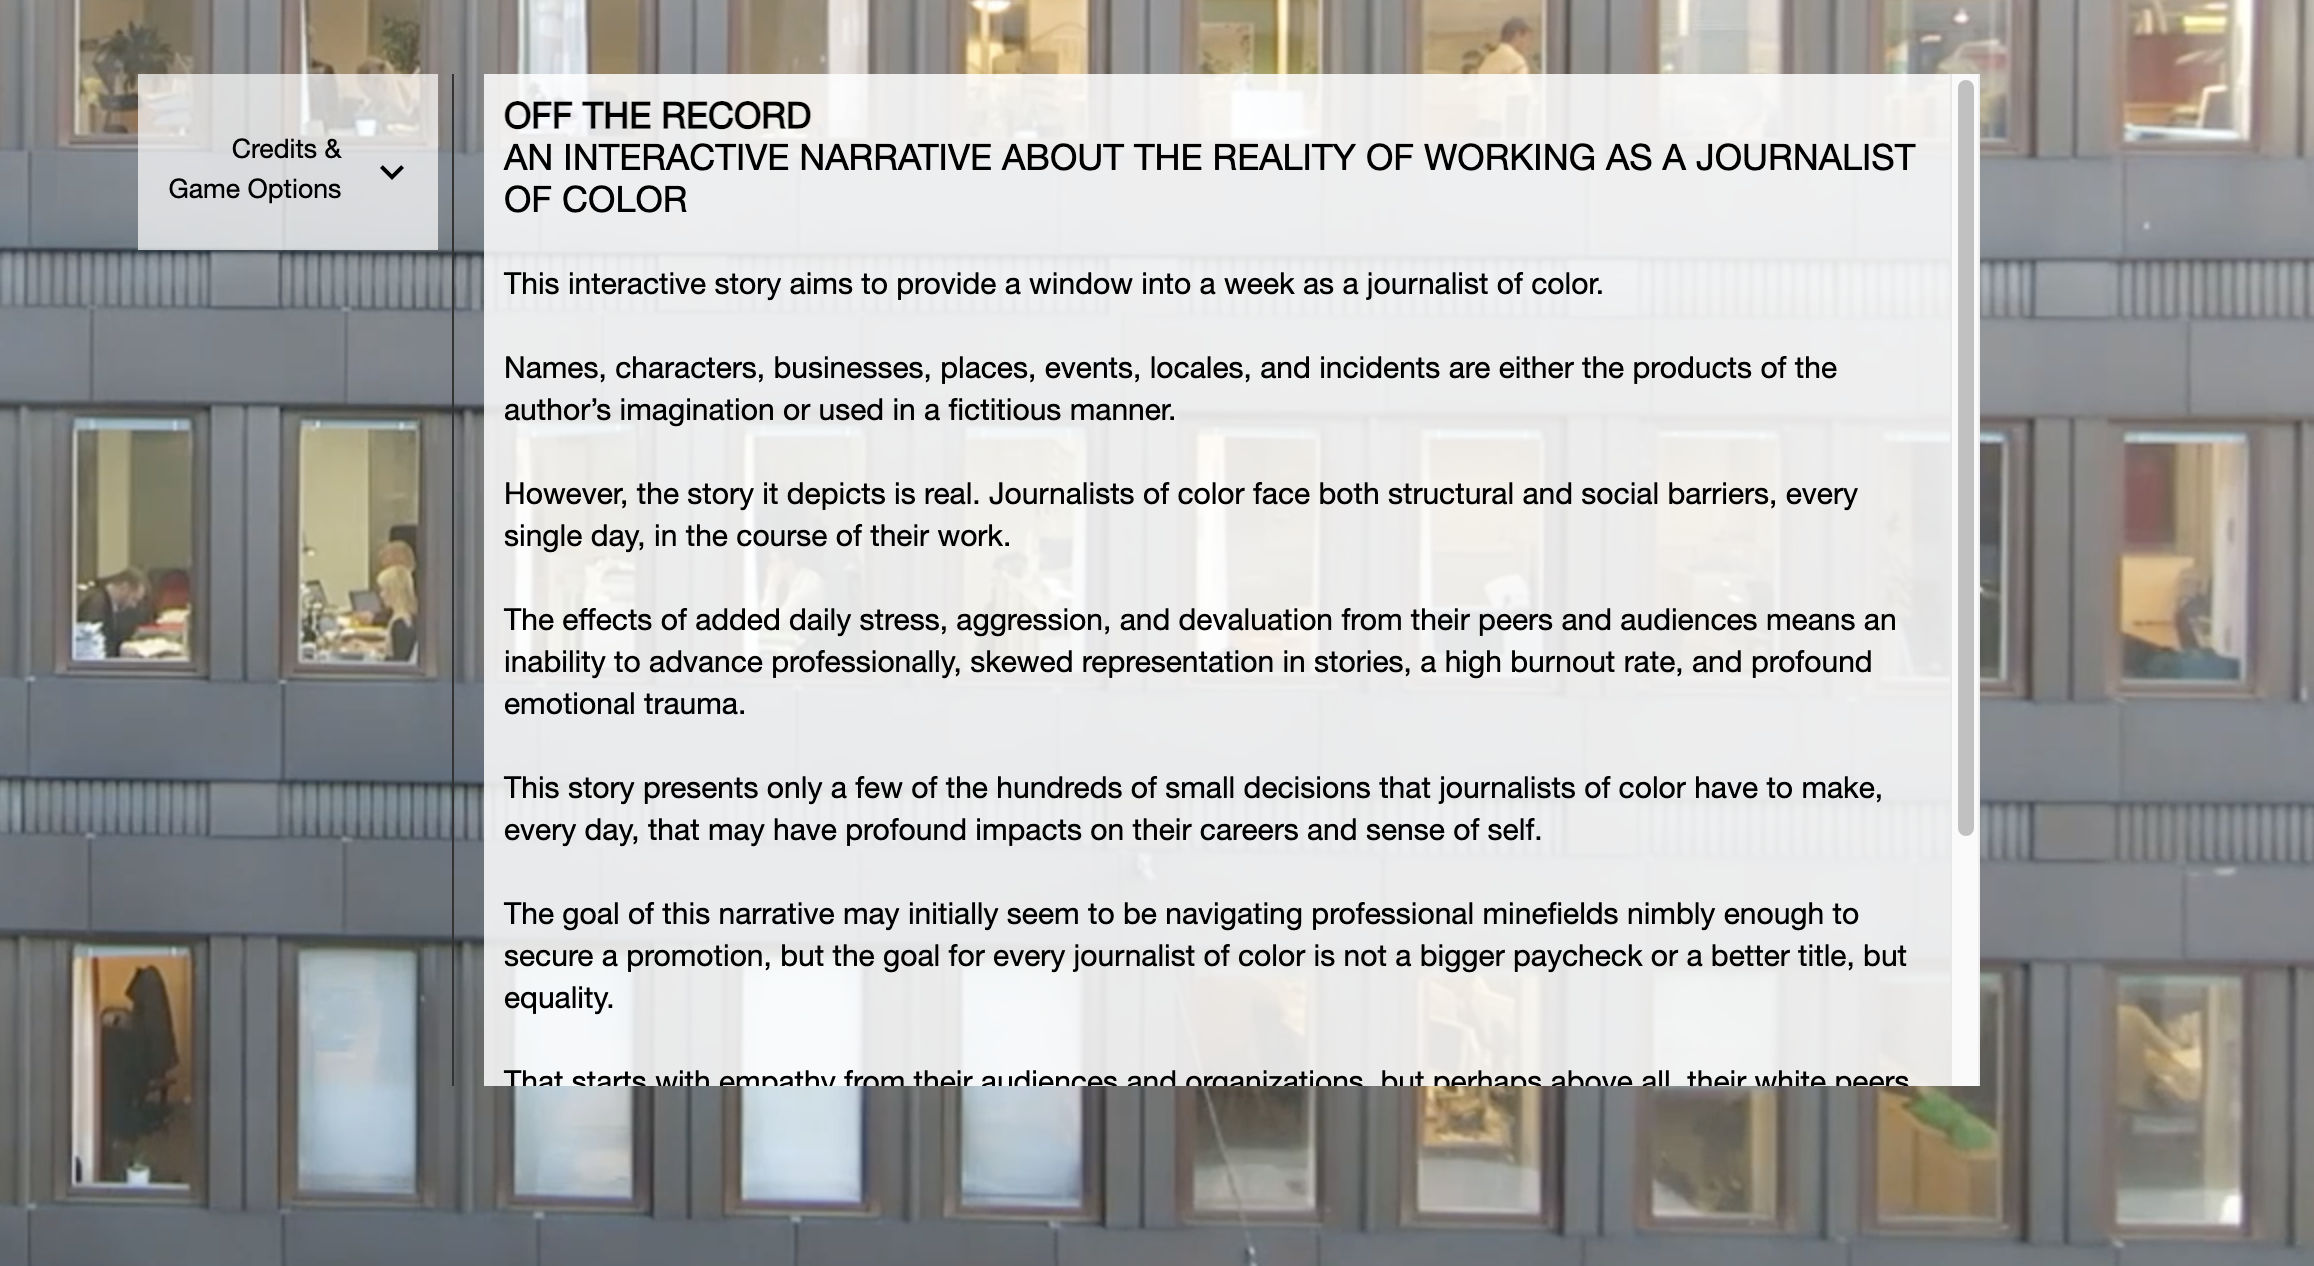 Credits &
Game Options
OFF THE RECORD
AN INTERACTIVE NARRATIVE ABOUT THE REALITY OF WORKING AS A JOURNALIST
OF COLOR
This interactive story aims to provide a window into a week as a journalist of color.
Names, characters, businesses, places, events, locales, and incidents are either the products of the
author’s imagination or used in a fictitious manner.
However, the story it depicts is real. Journalists of color face both structural and social barriers, every
single day, in the course of their work.
The effects of added daily stress, aggression, and devaluation from their peers and audiences means an
inability to advance professionally, skewed representation in stories, a high burnout rate, and profound
emotional trauma.
This story presents only a few of the hundreds of small decisions that journalists of color have to make,
every day, that may have profound impacts on their careers and sense of self.
The goal of this narrative may initially seem to be navigating professional minefields nimbly enough to
secure a promotion, but the goal for every journalist of color is not a bigger paycheck or a better title, but
equality.
That starts with empathy from their audiences and organizations, but perhaps above all, their white peers